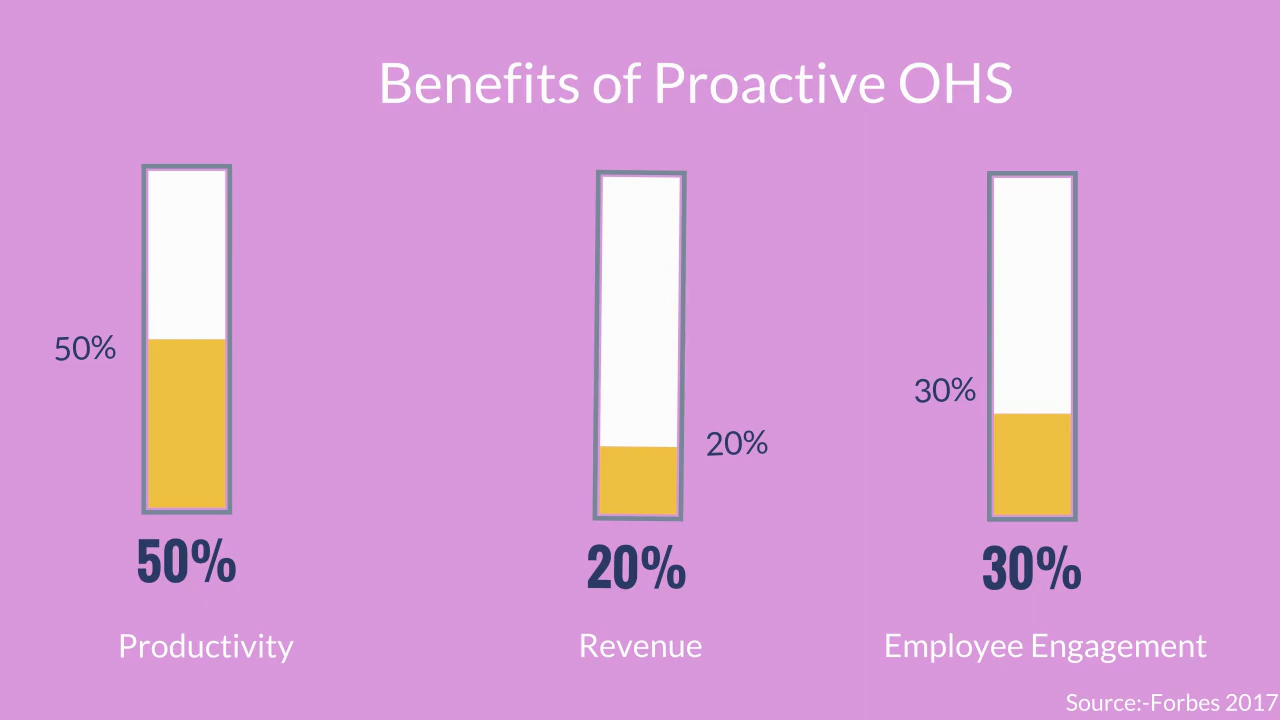 Benefits of Proactive OHS
50%
20%
30%
50%
20%
30%
Productivity
Revenue
Employee Engagement
Source:-Forbes 2017